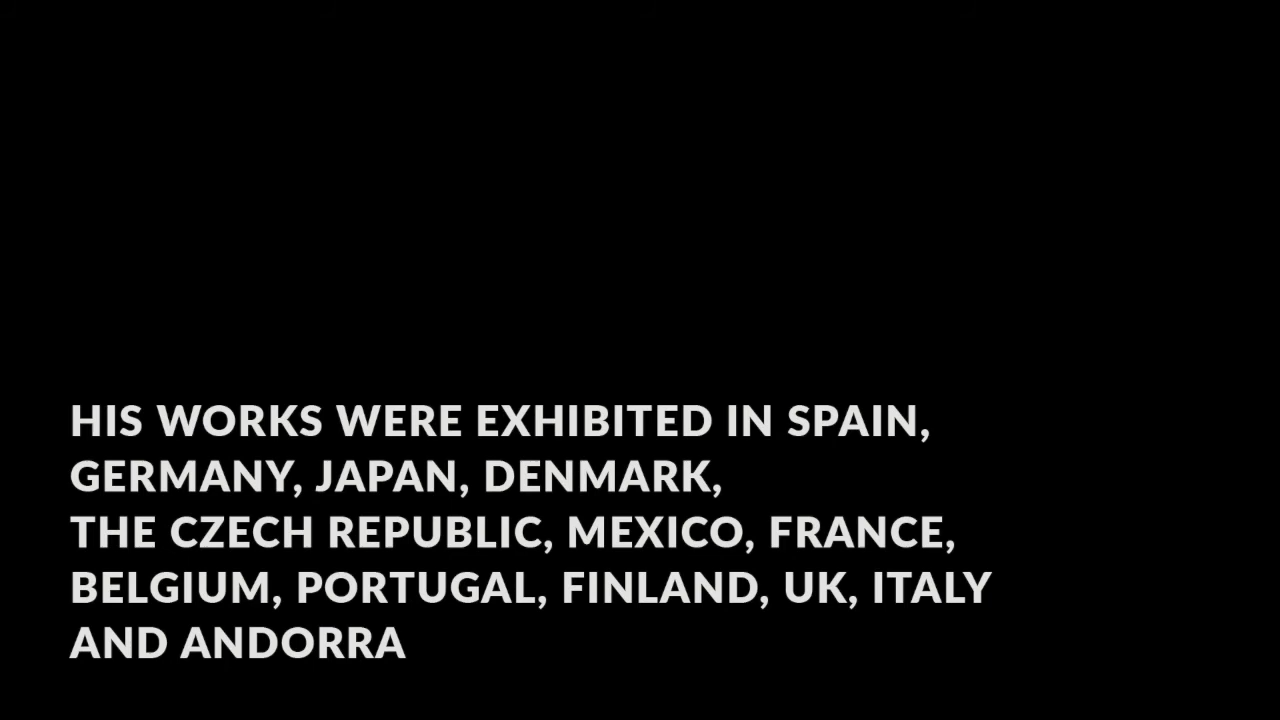 HIS WORKS WERE EXHIBITED IN SPAIN,
GERMANY, JAPAN, DENMARK,
THE CZECH REPUBLIC, MEXICO, FRANCE,
BELGIUM, PORTUGAL, FINLAND, UK, ITALY
AND ANDORRA